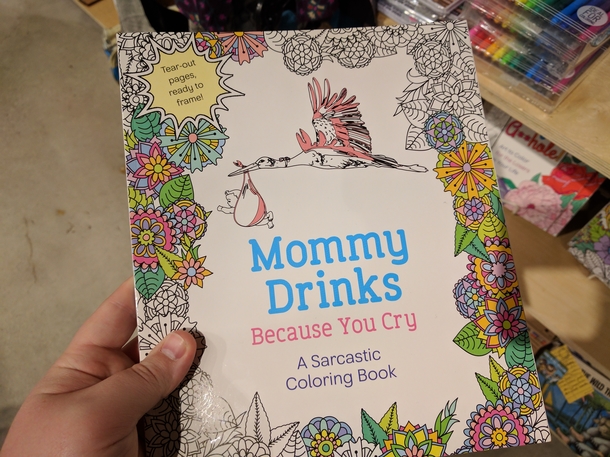 Tear-out
pages,
ready to
frame!
Mommy
Drinks
Because You Cry
A Sarcastic
Coloring Book